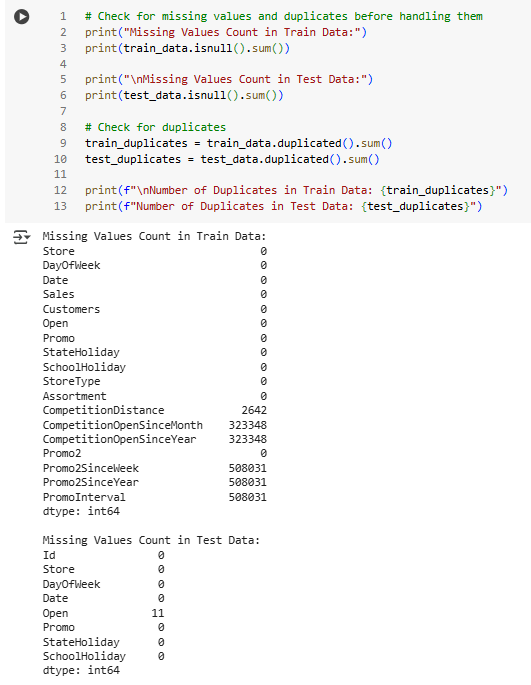 1 # Check for missing values and duplicates before handling them
2 print("Missing Values Count in Train Data:")
3 print(train_data.isnull().sum())
4
5 print("\nMissing Values Count in Test Data:")
6 print(test_data.isnull().sum())
7
8 # Check for duplicates
9 train_duplicates = train_data.duplicated().sum()
10 test_duplicates = test_data.duplicated().sum()
11
12 print(f"\nNumber of Duplicates in Train Data: {train_duplicates}")
13 print(f"Number of Duplicates in Test Data: {test_duplicates}")
Missing Values Count in Train Data:
Store 0
DayOfWeek 0
Date 0
Sales 0
Customers 0
Open 0
Promo 0
StateHoliday 0
SchoolHoliday 0
StoreType 0
Assortment 0
CompetitionDistance 2642
CompetitionOpenSinceMonth 323348
CompetitionOpenSinceYear 323348
Promo2 0
Promo2SinceWeek 508031
Promo2SinceYear 508031
PromoInterval 508031
dtype: int64

Missing Values Count in Test Data:
Id 0
Store 0
DayOfWeek 0
Date 0
Open 11
Promo 0
StateHoliday 0
SchoolHoliday 0
dtype: int64